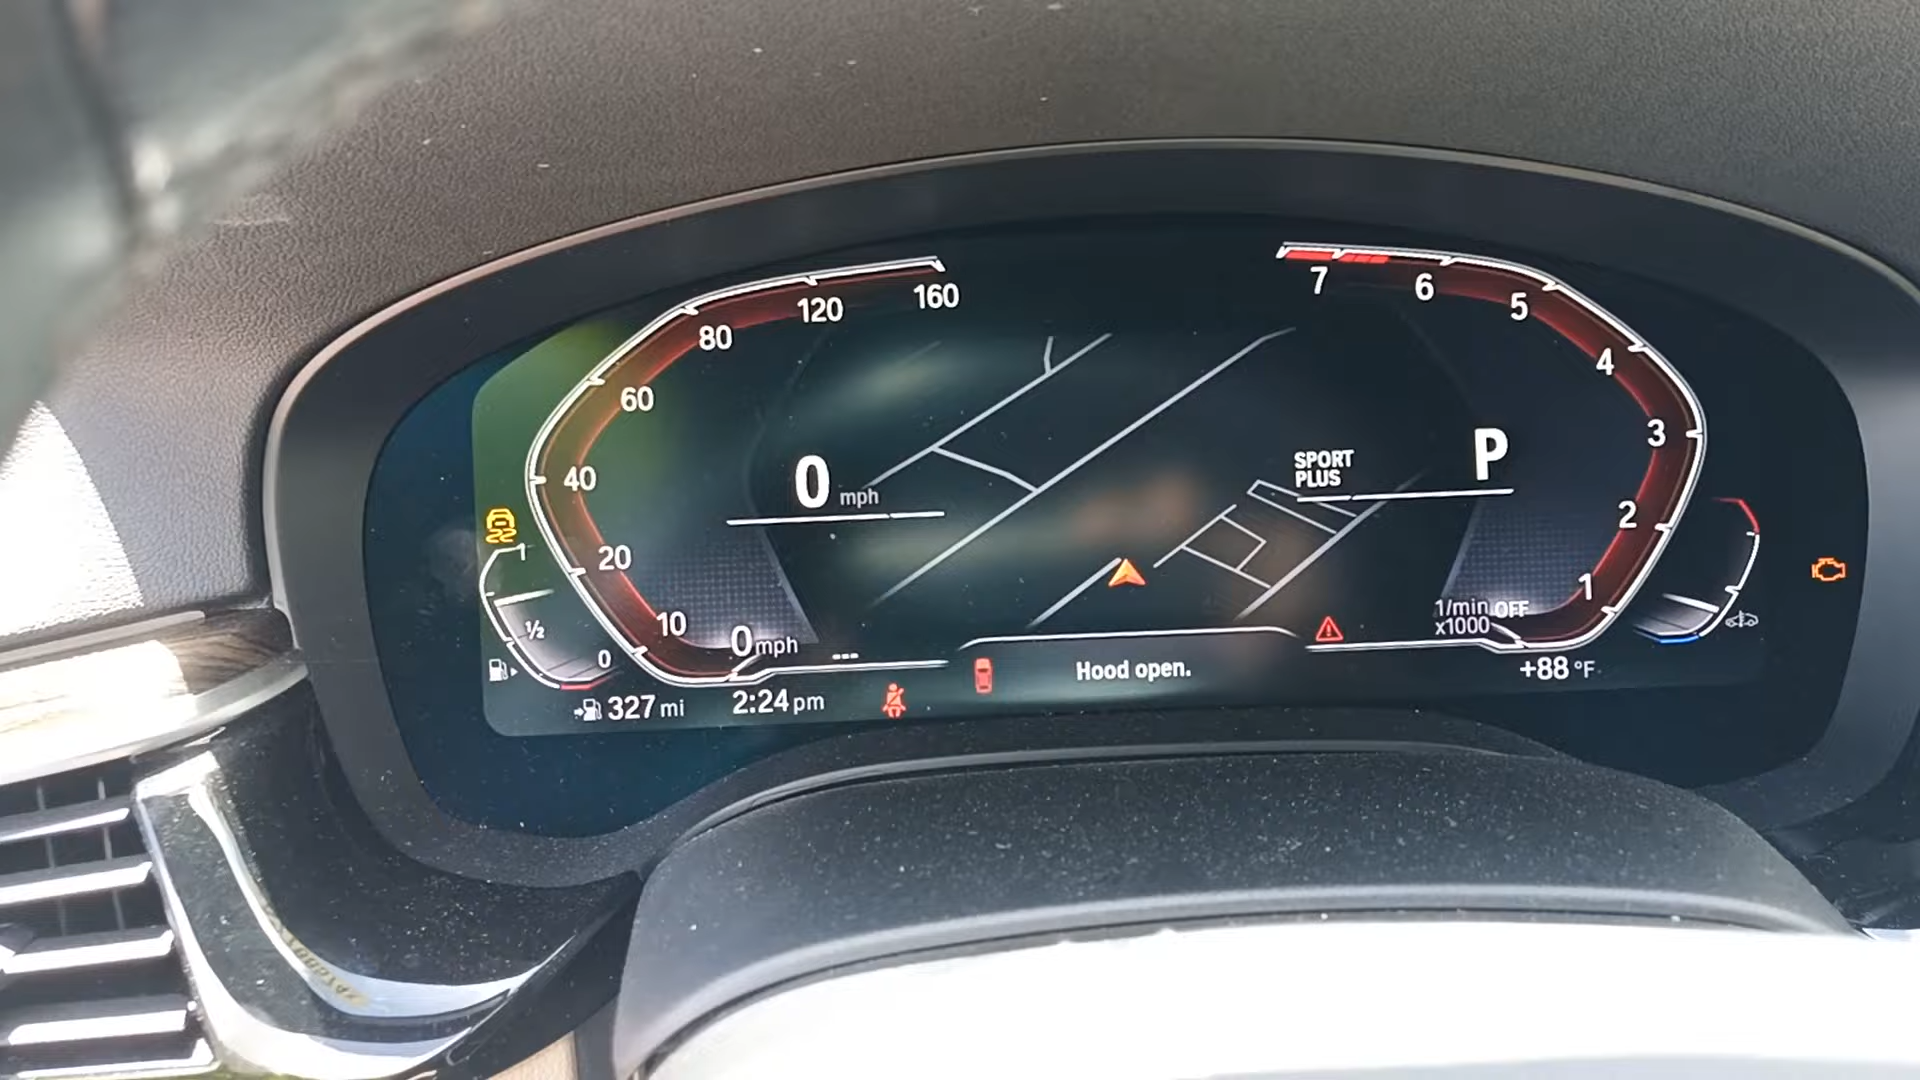 160
120
80
60
40
20
10
7
6
5
4
3
2
1
0 mph
SPORT
PLUS
P
1
½
0
0 mph
---
1/min
x1000
OFF
Hood open.
+88 °F
327 mi
2:24 pm